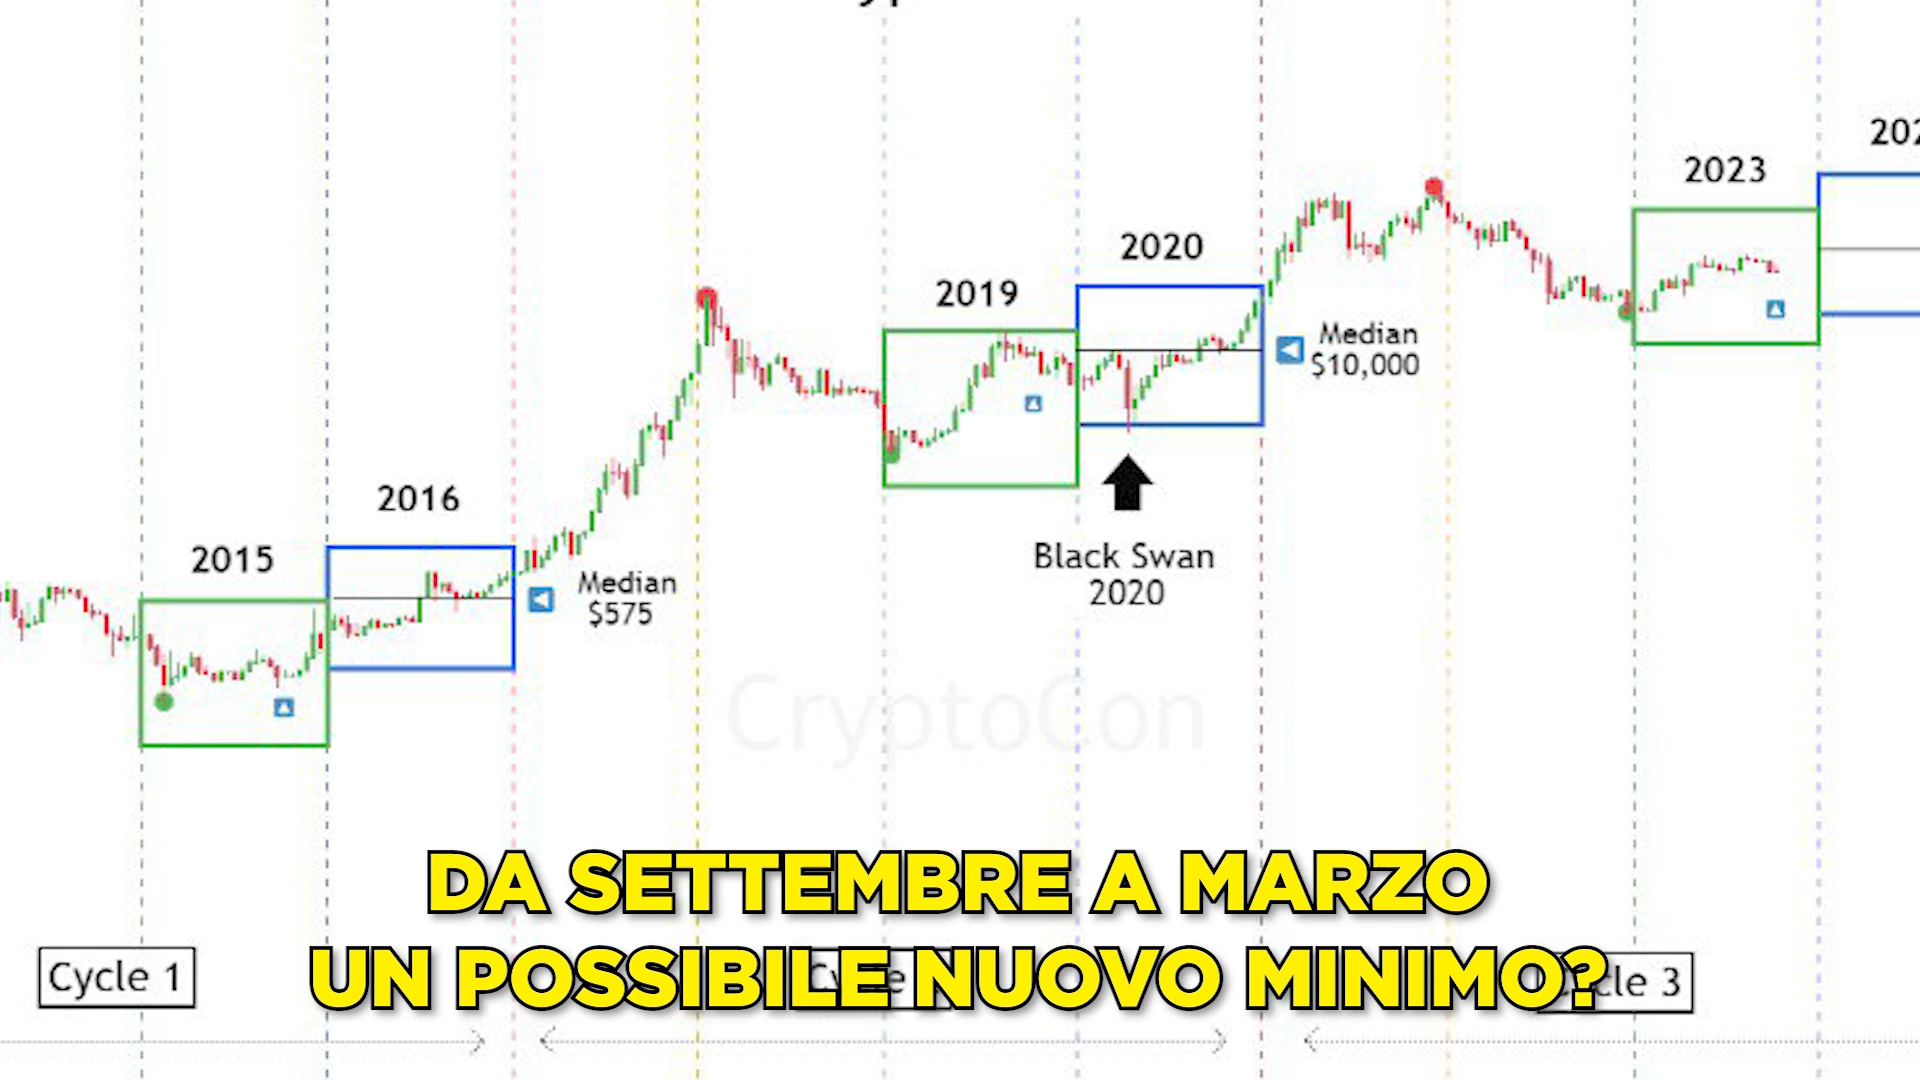 2023
2020
2019
Median
$10,000
2016
2015
Median
$575
Black Swan
2020
CryptoCon
DA SETTEMBRE A MARZO
UN POSSIBILE NUOVO MINIMO?
Cycle 1
3